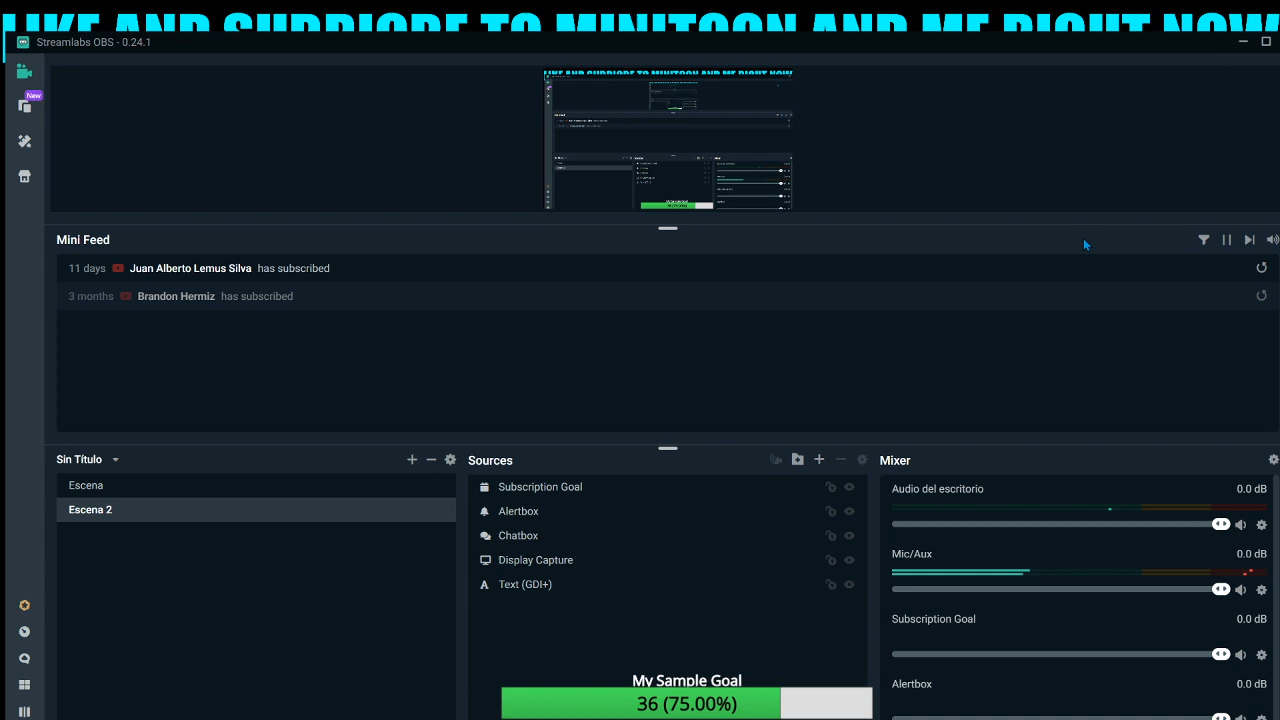 LIKE AND SUBRIORE TO MINITOON AND ME RIGHT NOW
Streamlabs OBS - 0.24.1
New
Mini Feed
11 days Juan Alberto Lemus Silva has subscribed
3 months Brandon Hermiz has subscribed
Sin Título
Escena
Escena 2
Sources
Subscription Goal
Alertbox
Chatbox
Display Capture
Text (GDI+)
My Sample Goal
36 (75.00%)
Mixer
Audio del escritorio 0.0 dB
Mic/Aux 0.0 dB
Subscription Goal 0.0 dB
Alertbox 0.0 dB